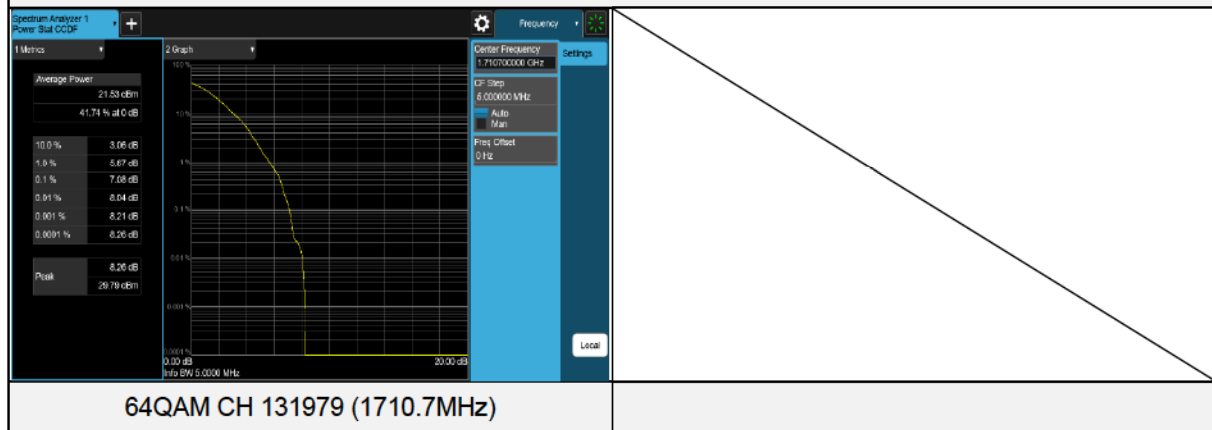 Spectrum Analyzer 1
Power Stat CCDF
+
Frequency
1 Metrics
2 Graph
Center Frequency
1.710700000 GHz
Settings
CF Step
5.000000 MHz
Auto
Man
Freq Offset
0 Hz
Average Power
21.53 dBm
41.74 % at 0 dB
10.0 % 3.06 dB
1.0 % 5.67 dB
0.1 % 7.08 dB
0.01 % 8.04 dB
0.001 % 8.21 dB
0.0001 % 8.26 dB
Peak 8.26 dB
29.79 dBm
100 %
10 %
1 %
0.1 %
0.01 %
0.001 %
0.0001 %
0.00 dB 20.00 dB
Info BW 5.0000 MHz
Local
64QAM CH 131979 (1710.7MHz)